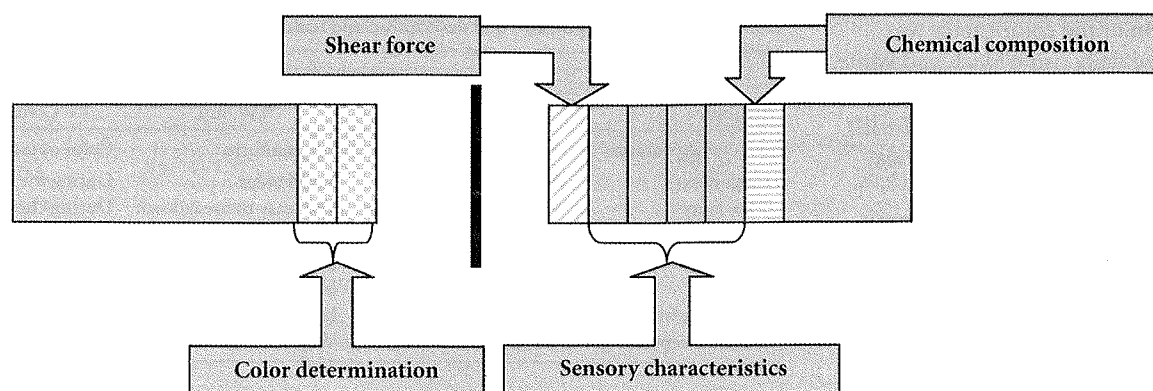 Shear force
Chemical composition
Color determination
Sensory characteristics